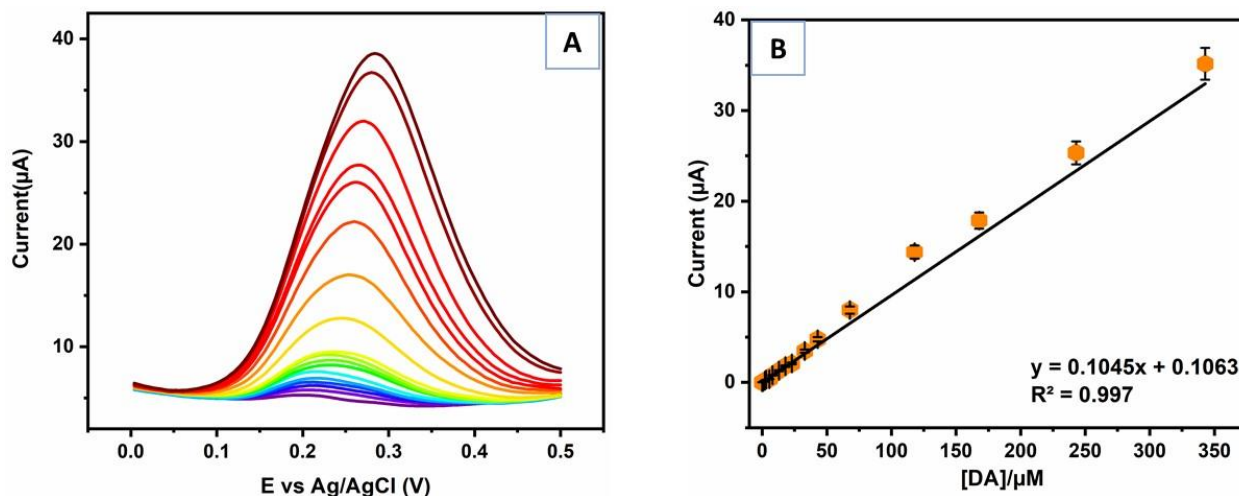 A
Current(µA)
40
30
20
10
0.0 0.1 0.2 0.3 0.4 0.5
E vs Ag/AgCl (V)
B
Current (µA)
40
30
20
10
0
y = 0.1045x + 0.1063
R² = 0.997
0 50 100 150 200 250 300 350
[DA]/µM